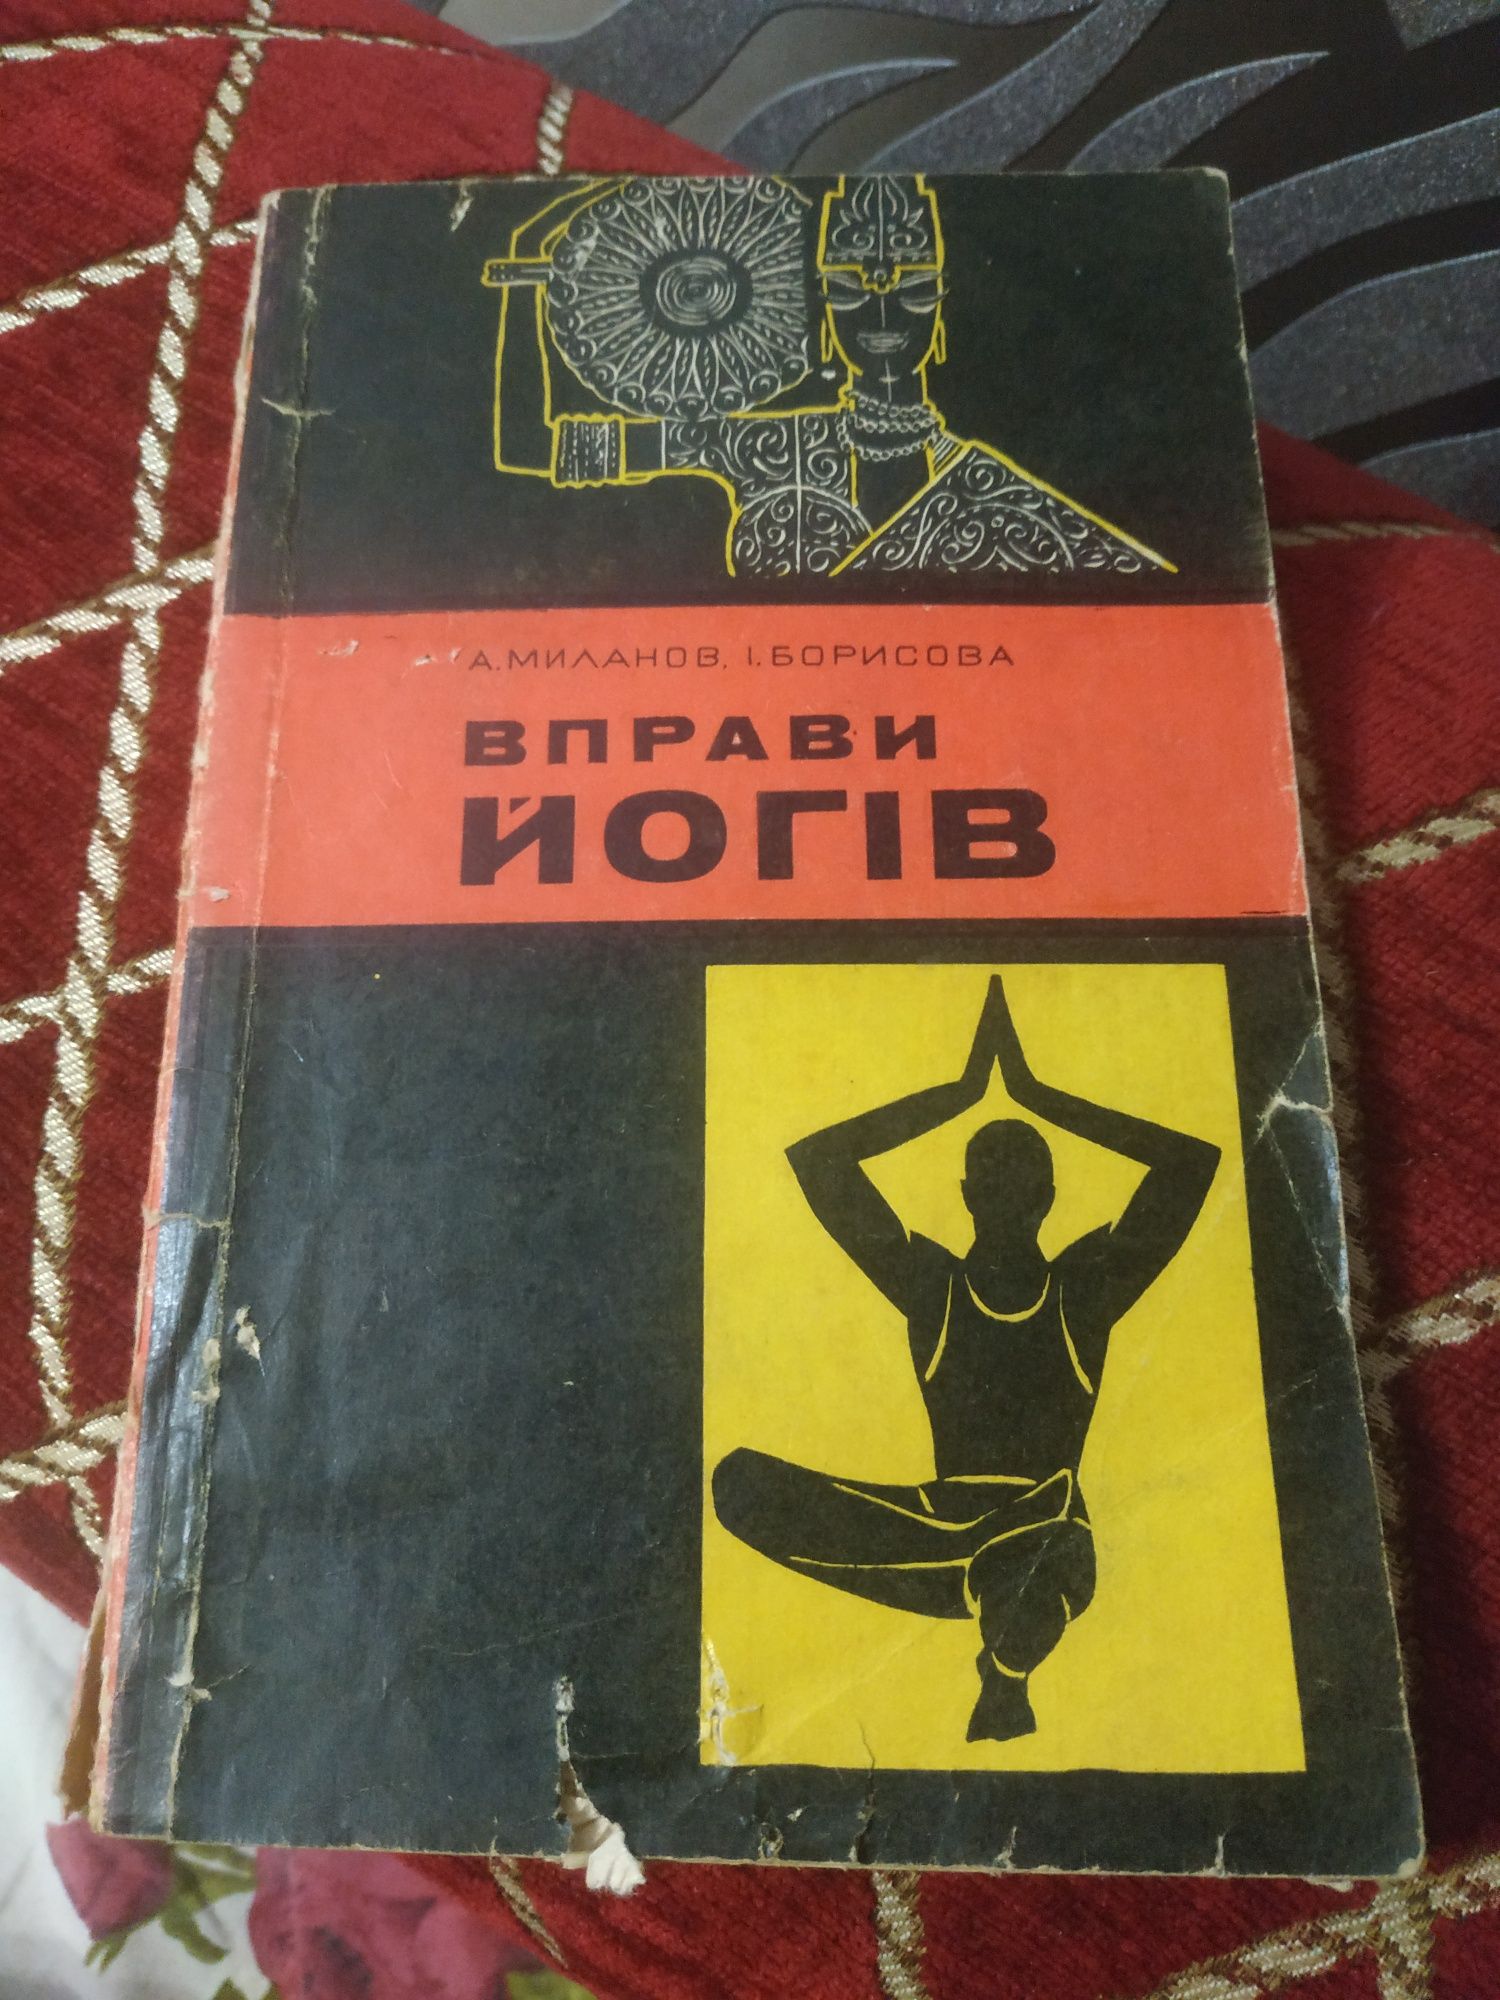 А. МИЛАНОВ, І. БОРИСОВА
ВПРАВИ
ЙОГІВ